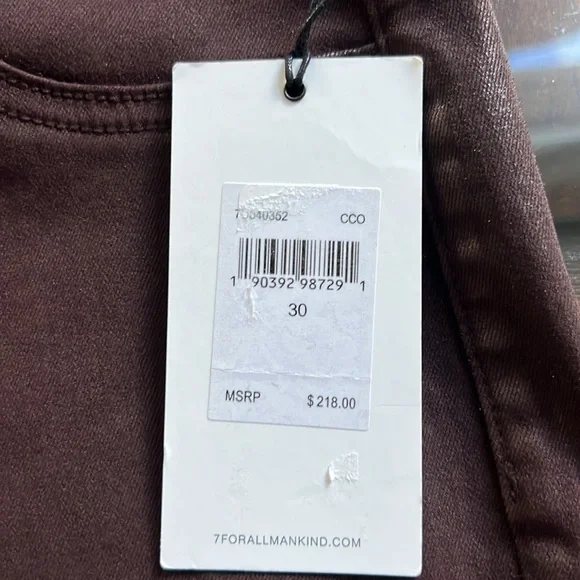 CCO
1 90392 98729 1
30
MSRP $218.00
7FORALLMANKIND.COM